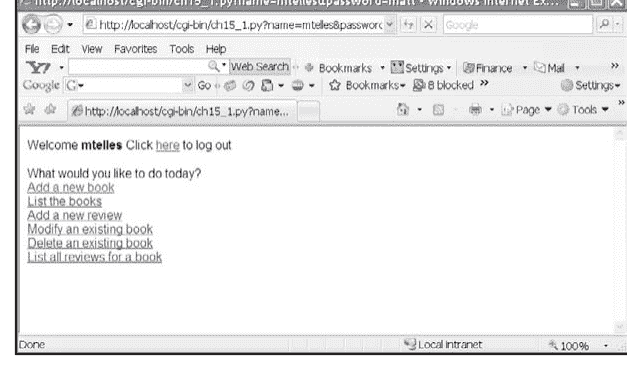 http://localhost/cgi-bin/ch15_1.py?name=mtelles&password=matt - Windows Internet Ex...
http://localhost/cgi-bin/ch15_1.py?name=mtelles&passworc
Google
File Edit View Favorites Tools Help
Y7 Web Search Bookmarks Settings Finance Mail »
Google G Go Bookmarks 8 blocked » Settings
http://localhost/cgi-bin/ch15_1.py?name... Page Tools »
Welcome mtelles Click here to log out
What would you like to do today?
Add a new book
List the books
Add a new review
Modify an existing book
Delete an existing book
List all reviews for a book
Done Local intranet 100%